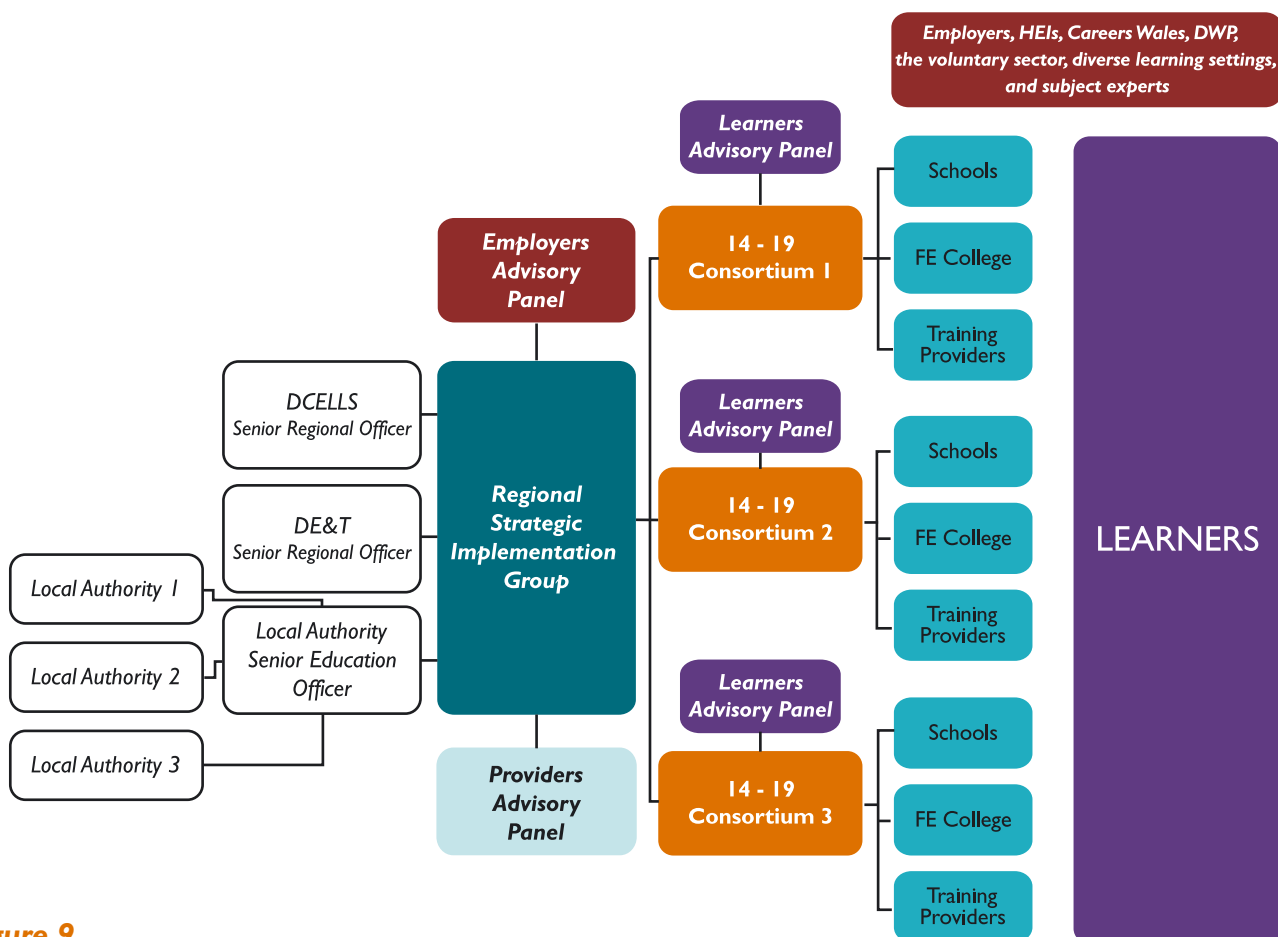 Employers, HEIs, Careers Wales, DWP,
the voluntary sector, diverse learning settings,
and subject experts
Learners
Advisory Panel
Schools
Employers
Advisory
Panel
14 - 19
Consortium 1
FE College
Training
Providers
DCELLS
Senior Regional Officer
Learners
Advisory Panel
Schools
Regional
Strategic
Implementation
Group
14 - 19
Consortium 2
FE College
LEARNERS
DE&T
Senior Regional Officer
Local Authority 1
Local Authority
Senior Education
Officer
Training
Providers
Local Authority 2
Learners
Advisory Panel
Schools
Local Authority 3
Providers
Advisory
Panel
14 - 19
Consortium 3
FE College
Training
Providers
gure 9